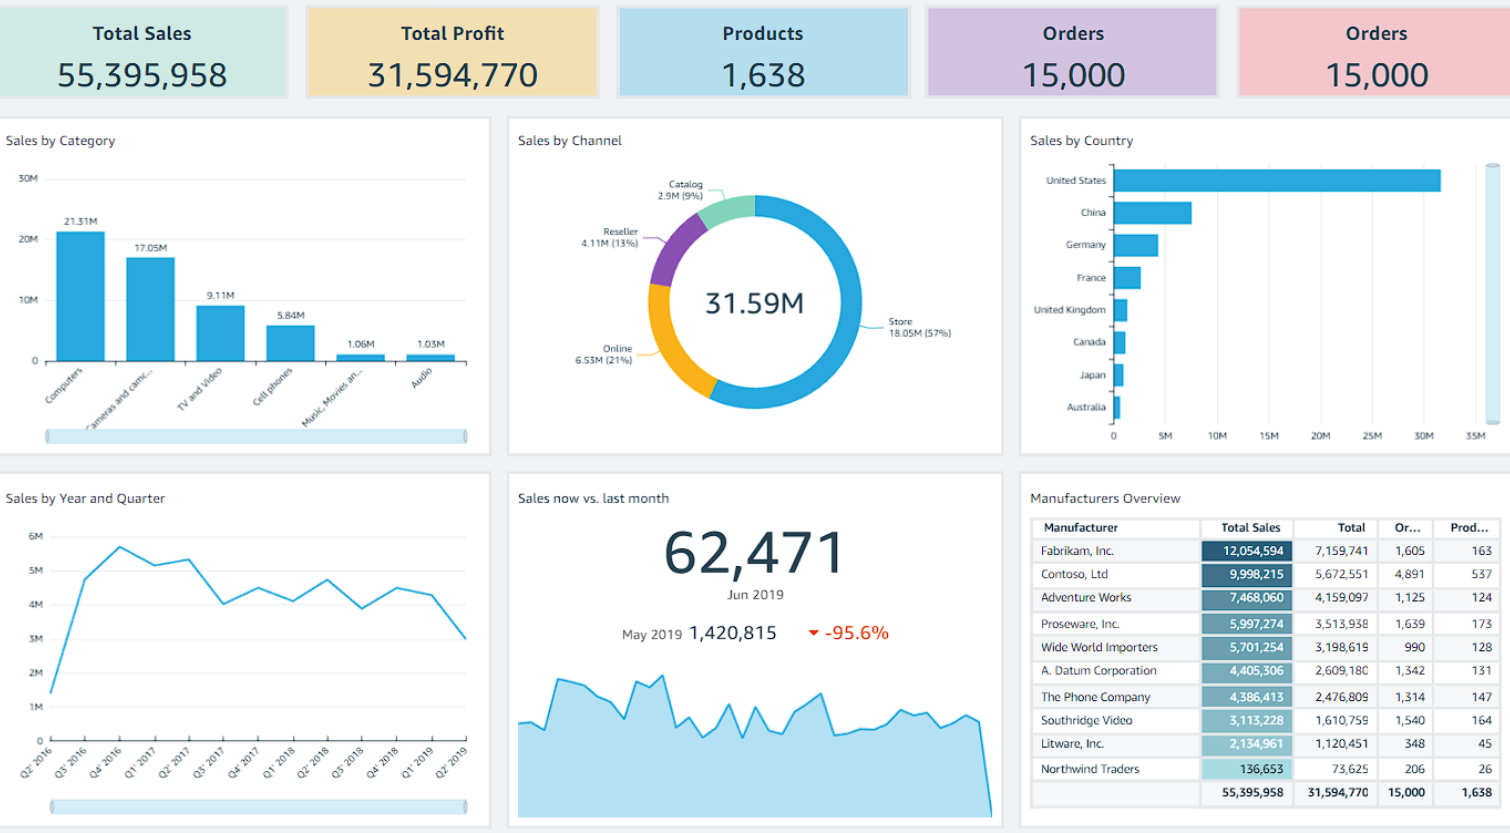 Total Sales
55,395,958
Total Profit
31,594,770
Products
1,638
Orders
15,000
Orders
15,000
Sales by Category
30M
20M
10M
0
21.31M
17.05M
9.11M
5.84M
1.06M
1.03M
Computers
Cameras and camc...
TV and Video
Cell phones
Music, Movies an...
Audio
Sales by Channel
Catalog
2.9M (9%)
Reseller
4.11M (13%)
31.59M
Store
18.05M (57%)
Online
6.53M (21%)
Sales by Country
United States
China
Germany
France
United Kingdom
Canada
Japan
Australia
0 5M 10M 15M 20M 25M 30M 35M
Sales by Year and Quarter
6M
5M
4M
3M
2M
1M
0
Q2' 2016 Q3' 2016 Q4' 2016 Q1' 2017 Q2' 2017 Q3' 2017 Q4' 2017 Q1' 2018 Q2' 2018 Q3' 2018 Q4' 2018 Q1' 2019 Q2' 2019
Sales now vs. last month
62,471
Jun 2019
May 2019 1,420,815 -95.6%
Manufacturers Overview
Manufacturer Total Sales Total Or... Prod...
Fabrikam, Inc. 12,054,594 7,159,741 1,605 163
Contoso, Ltd 9,998,215 5,672,551 4,891 537
Adventure Works 7,468,060 4,159,097 1,125 124
Proseware, Inc. 5,997,274 3,513,938 1,639 173
Wide World Importers 5,701,254 3,198,619 990 128
A. Datum Corporation 4,405,306 2,609,180 1,342 131
The Phone Company 4,386,413 2,476,809 1,314 147
Southridge Video 3,113,228 1,610,759 1,540 164
Litware, Inc. 2,134,961 1,120,451 348 45
Northwind Traders 136,653 73,625 206 26
55,395,958 31,594,770 15,000 1,638